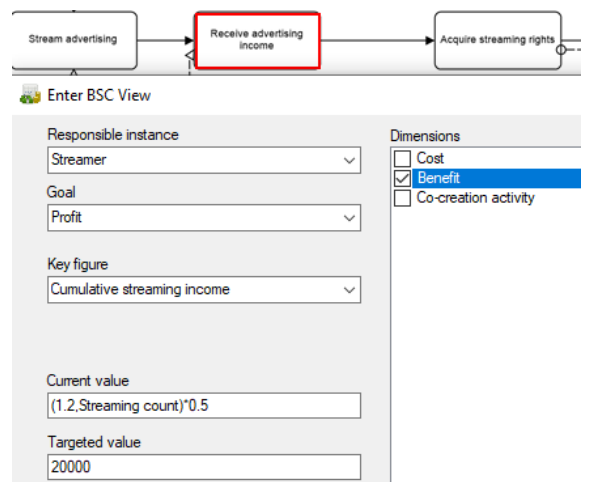 Stream advertising
Receive advertising
income
Acquire streaming rights
Enter BSC View
Responsible instance
Streamer
Goal
Profit
Key figure
Cumulative streaming income
Current value
(1.2,Streaming count)*0.5
Targeted value
20000
Dimensions
Cost
Benefit
Co-creation activity